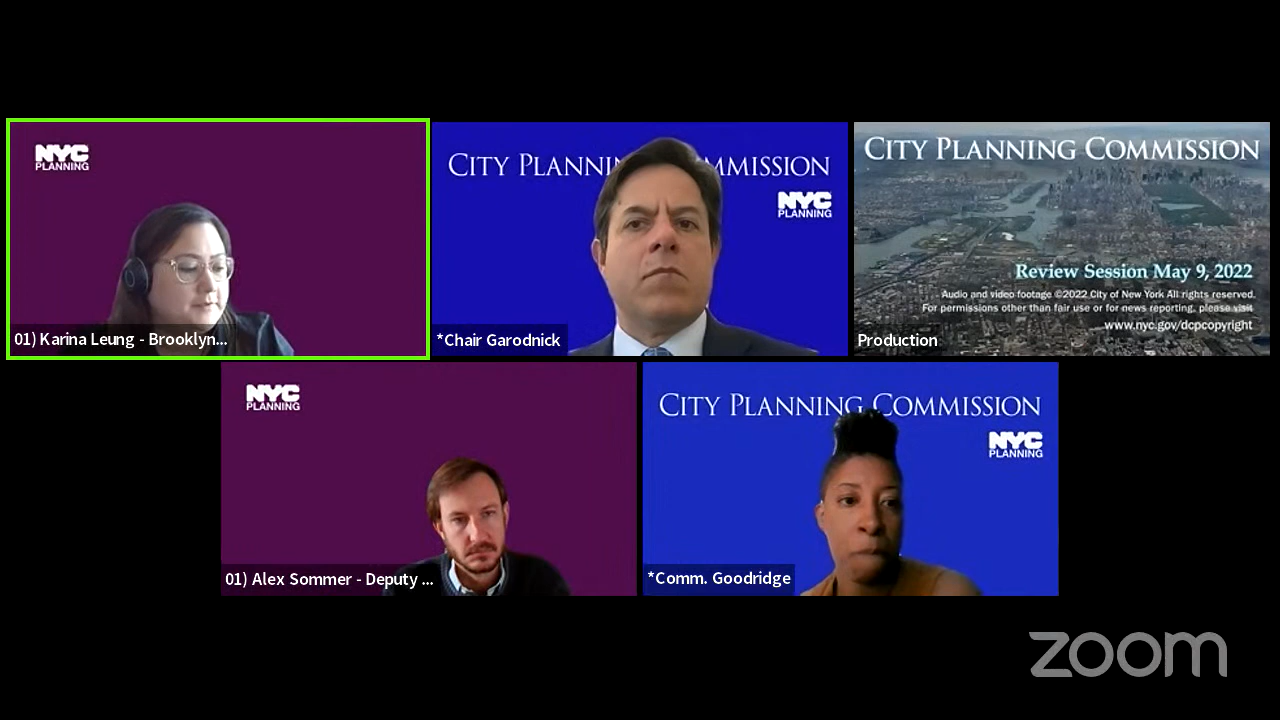 NYC
PLANNING
01) Karina Leung - Brooklyn...
CITY PLANNING COMMISSION
NYC
PLANNING
*Chair Garodnick
CITY PLANNING COMMISSION
Review Session May 9, 2022
Audio and video footage ©2022 City of New York All rights reserved.
For permissions other than fair use or for news reporting, please visit
www.nyc.gov/dcpcopyright
Production
NYC
PLANNING
01) Alex Sommer - Deputy ...
CITY PLANNING COMMISSION
NYC
PLANNING
*Comm. Goodridge
zoom